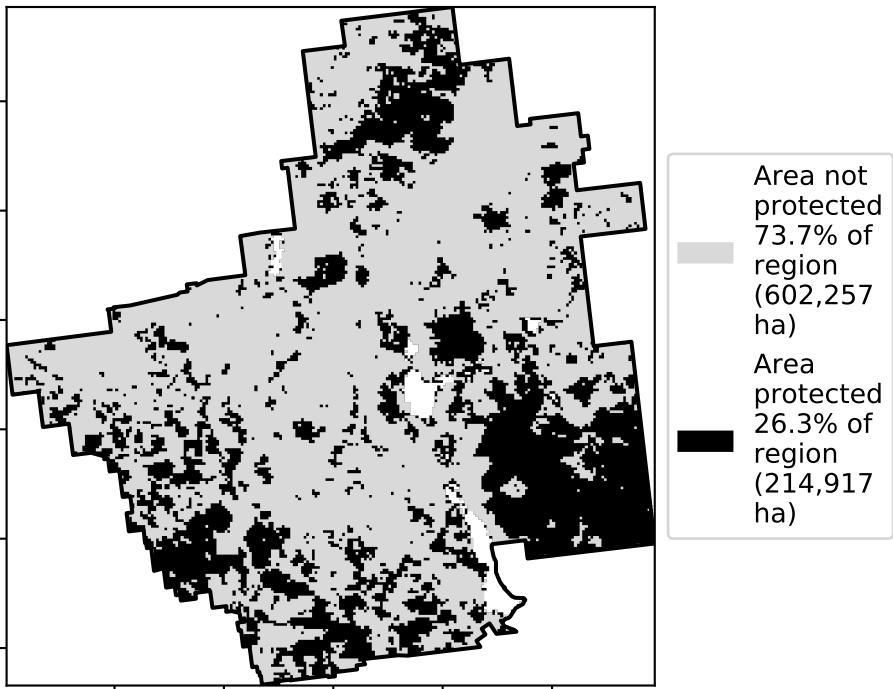 Area not
protected
73.7% of
region
(602,257
ha)
Area
protected
26.3% of
region
(214,917
ha)